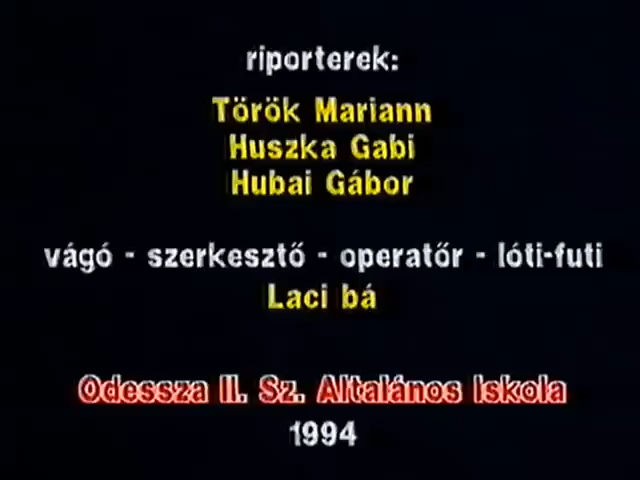 riporterek:
Török Mariann
Huszka Gabi
Hubai Gábor
vágó - szerkesztő - operatőr - lóti-futi
Laci bá
Odessza II. Sz. Altalános Iskola
1994